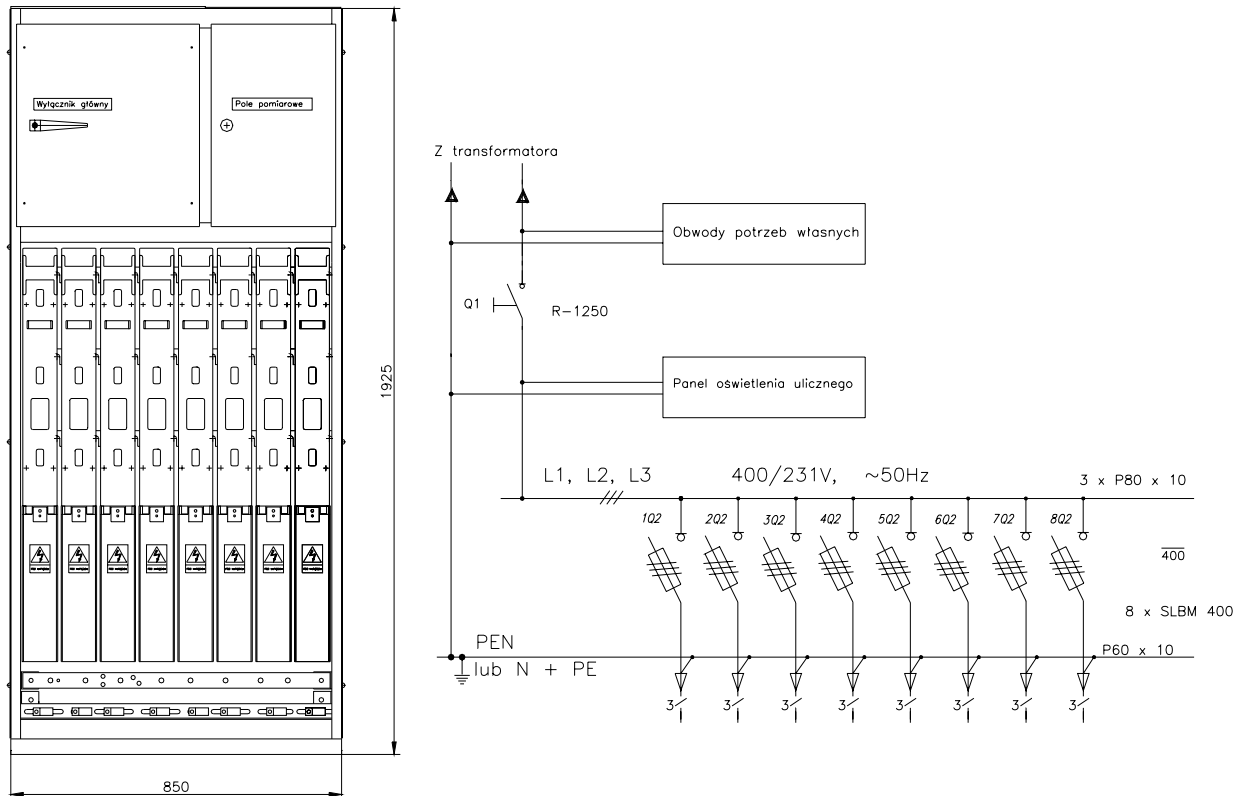 Wyłącznik główny
Pole pomiarowe
1925
850
Z transformatora
Obwody potrzeb własnych
Q1
R-1250
Panel oświetlenia ulicznego
L1, L2, L3 400/231V, ~50Hz
3 x P80 x 10
1Q2 2Q2 3Q2 4Q2 5Q2 6Q2 7Q2 8Q2
400
8 x SLBM 400
PEN
P60 x 10
lub N + PE
3 3 3 3 3 3 3 3